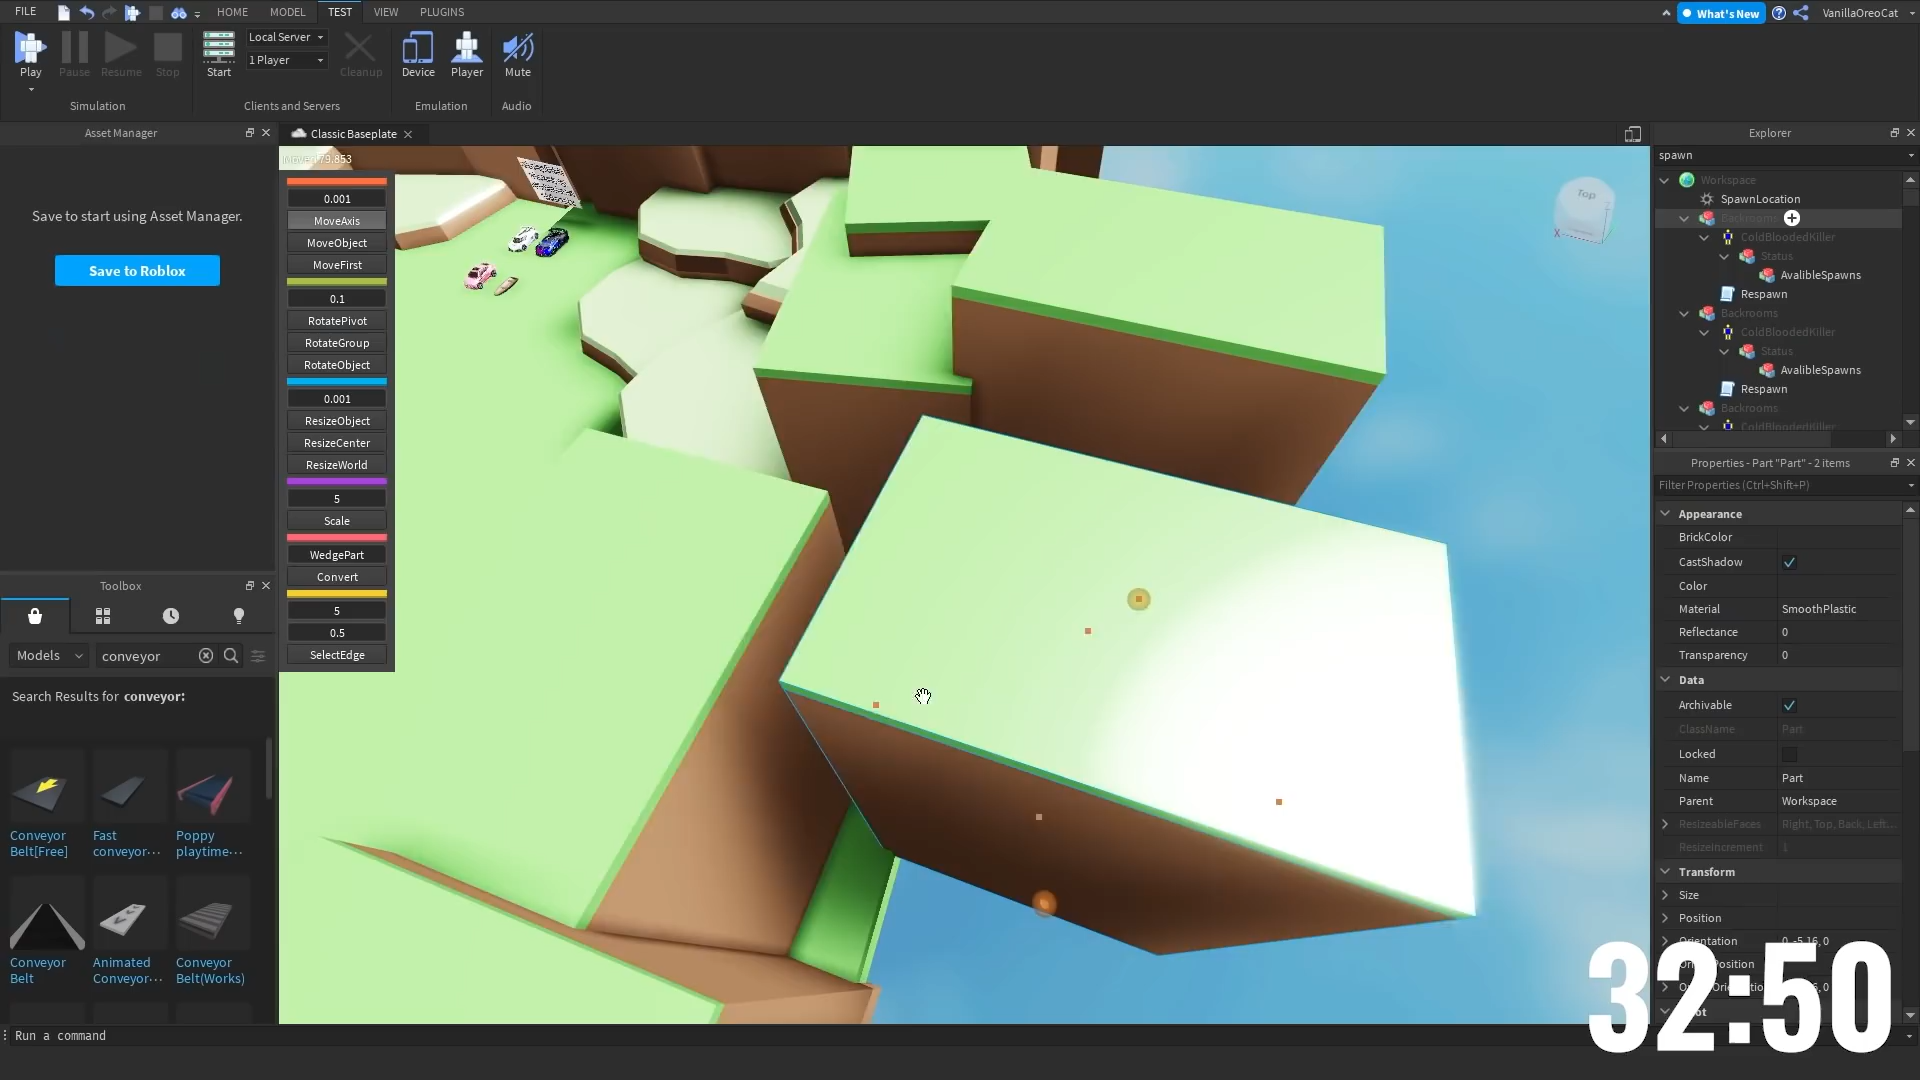 FILE
HOME
MODEL
TEST
VIEW
PLUGINS
What's New
VanillaOreoCat
Play
Pause
Resume
Stop
Simulation
Start
Local Server
1 Player
Cleanup
Clients and Servers
Device
Player
Emulation
Mute
Audio
Asset Manager
Save to start using Asset Manager.
Save to Roblox
Classic Baseplate
0.001
MoveAxis
MoveObject
MoveFirst
0.1
RotatePivot
RotateGroup
RotateObject
0.001
ResizeObject
ResizeCenter
ResizeWorld
5
Scale
WedgePart
Convert
5
0.5
SelectEdge
Top
X
Explorer
spawn
Workspace
SpawnLocation
Backrooms
ColdBloodedKiller
Status
AvalibleSpawns
Respawn
Backrooms
ColdBloodedKiller
Status
AvalibleSpawns
Respawn
Backrooms
ColdBloodedKiller
Properties - Part "Part" - 2 items
Filter Properties (Ctrl+Shift+P)
Appearance
BrickColor
CastShadow
Color
Material SmoothPlastic
Reflectance 0
Transparency 0
Data
Archivable
ClassName Part
Locked
Name Part
Parent Workspace
ResizeableFaces Right, Top, Back, Left...
ResizeIncrement 1
Transform
Size
Position
Orientation 0, -5.16, 0
Toolbox
Models
conveyor
Search Results for conveyor:
Conveyor
Belt[Free]
Fast
conveyor···
Poppy
playtime···
Conveyor
Belt
Animated
Conveyor···
Conveyor
Belt(Works)
Run a command
32:50